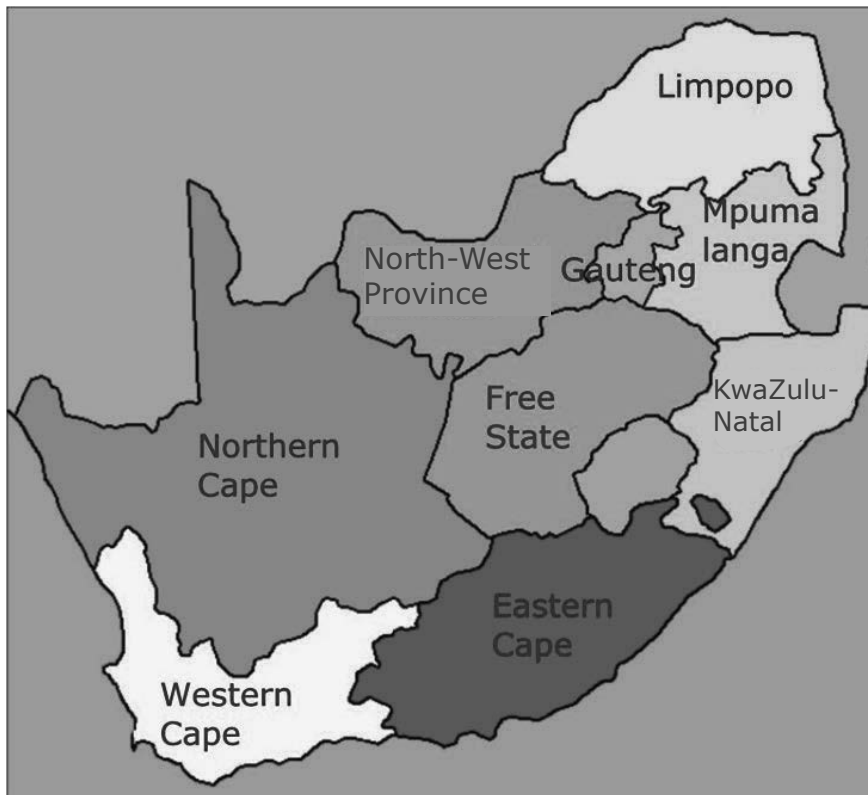 Limpopo
Mpuma
langa
North-West
Province
Gauteng
Free
State
KwaZulu-
Natal
Northern
Cape
Eastern
Cape
Western
Cape